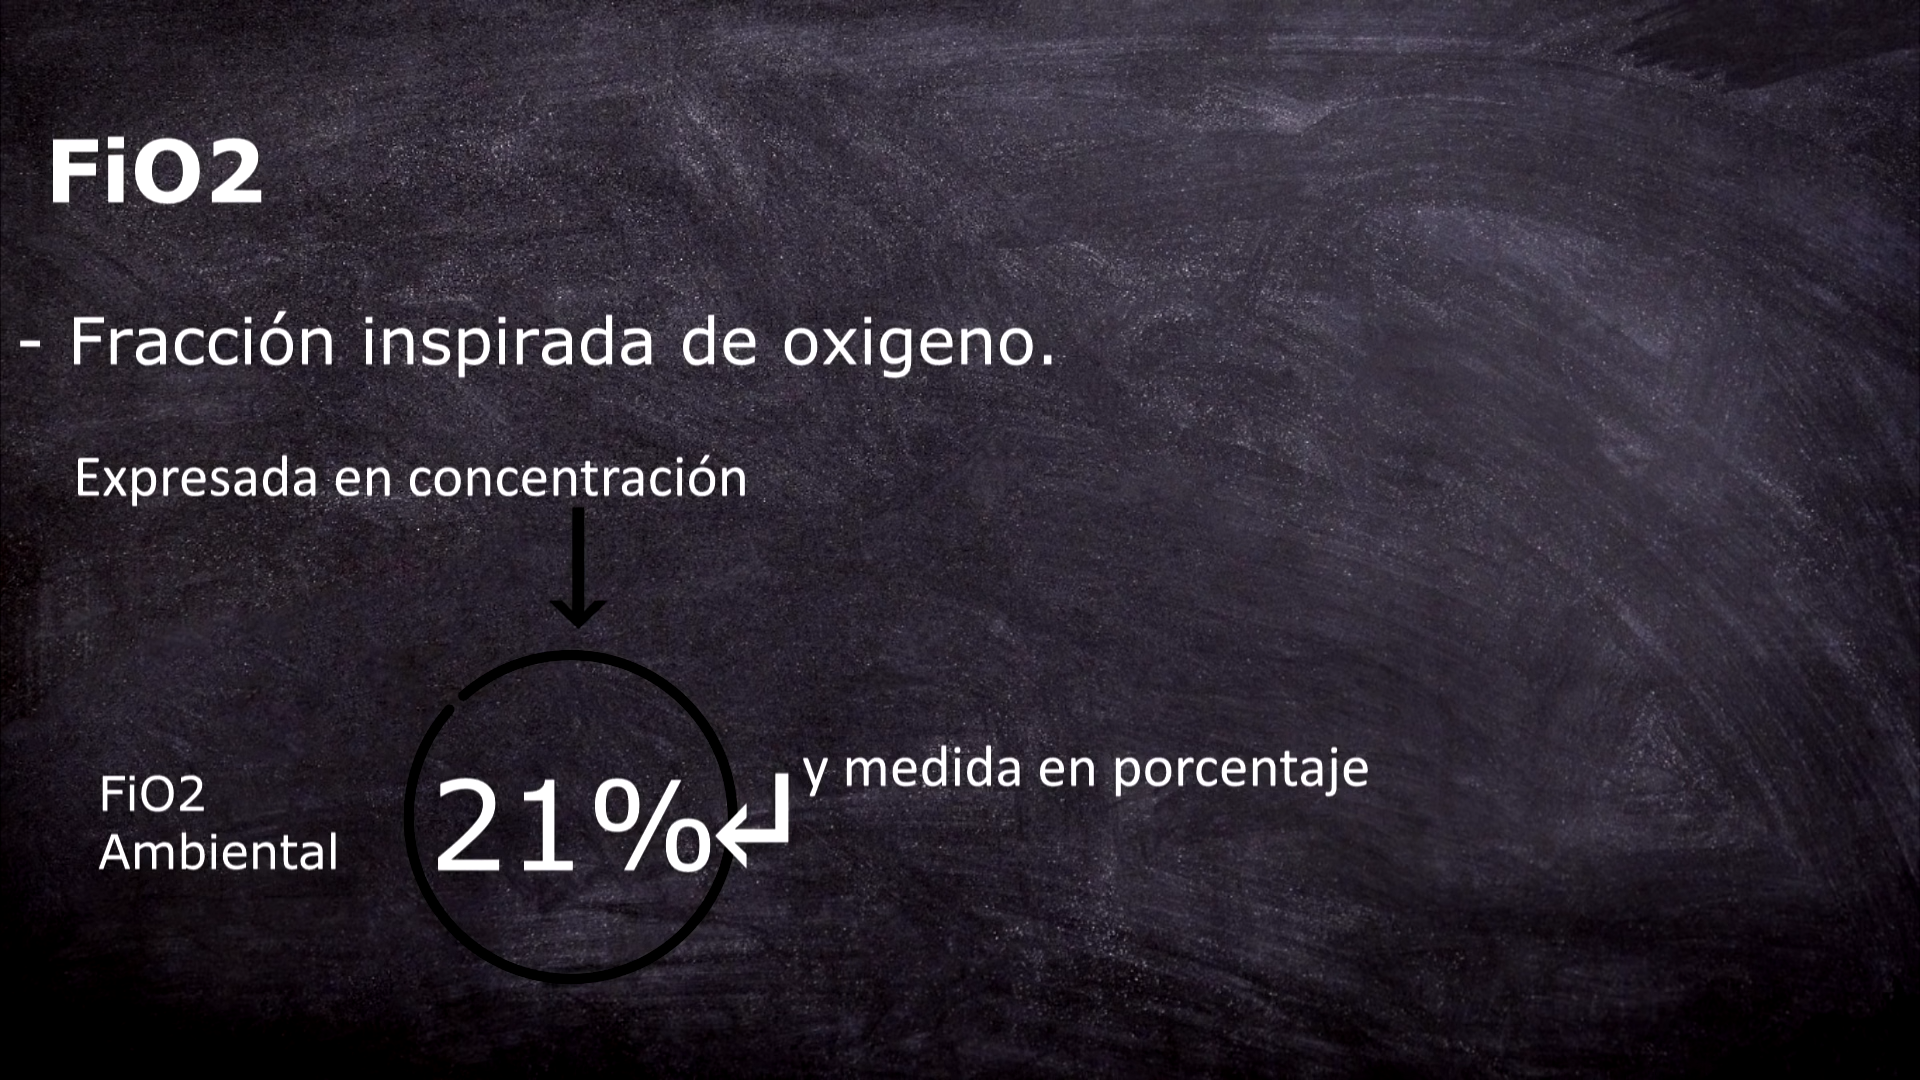 FiO2
- Fracción inspirada de oxigeno.
Expresada en concentración
y medida en porcentaje
FiO2
Ambiental
21%